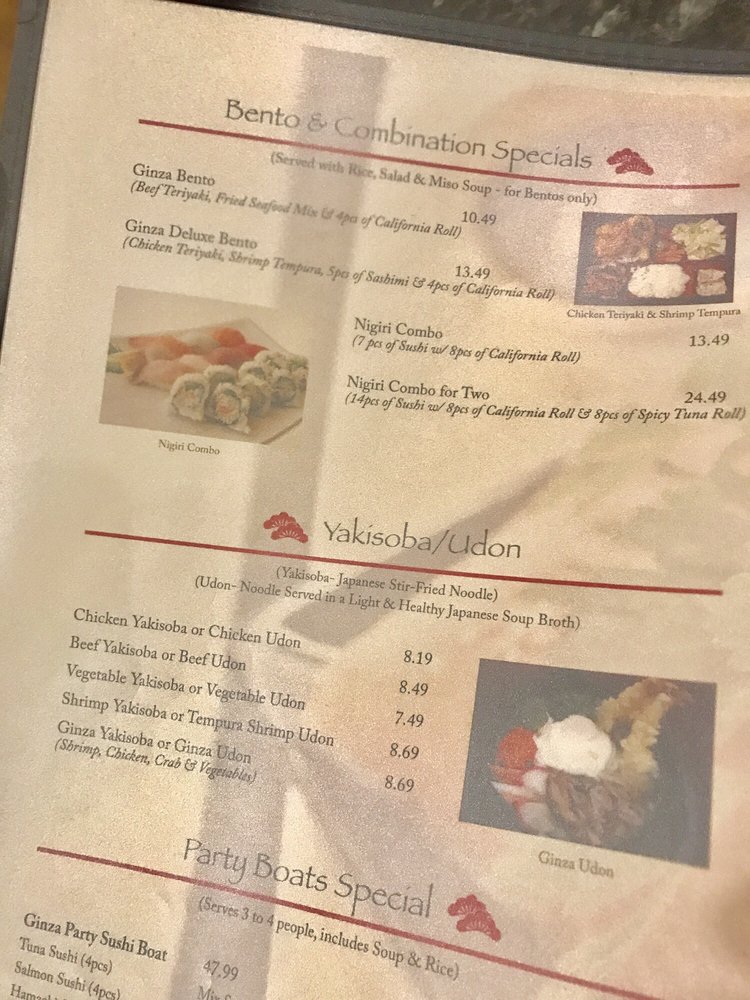 Bento & Combination Specials
(Served with Rice, Salad & Miso Soup - for Bentos only)
Ginza Bento 10.49
(Beef Teriyaki, Fried Seafood Mix & 4pcs of California Roll)
Ginza Deluxe Bento 13.49
(Chicken Teriyaki, Shrimp Tempura, 5pcs of Sashimi & 4pcs of California Roll)
Chicken Teriyaki & Shrimp Tempura
Nigiri Combo 13.49
(7 pcs of Sushi w/ 8pcs of California Roll)
Nigiri Combo for Two 24.49
(14pcs of Sushi w/ 8pcs of California Roll & 8pcs of Spicy Tuna Roll)
Nigiri Combo
Yakisoba/Udon
(Yakisoba- Japanese Stir-Fried Noodle)
(Udon- Noodle Served in a Light & Healthy Japanese Soup Broth)
Chicken Yakisoba or Chicken Udon 8.19
Beef Yakisoba or Beef Udon 8.49
Vegetable Yakisoba or Vegetable Udon 7.49
Shrimp Yakisoba or Tempura Shrimp Udon 8.69
Ginza Yakisoba or Ginza Udon 8.69
(Shrimp, Chicken, Crab & Vegetables)
Ginza Udon
Party Boats Special
(Serves 3 to 4 people, includes Soup & Rice)
Ginza Party Sushi Boat 47.99
Tuna Sushi (4pcs)
Salmon Sushi (4pcs)